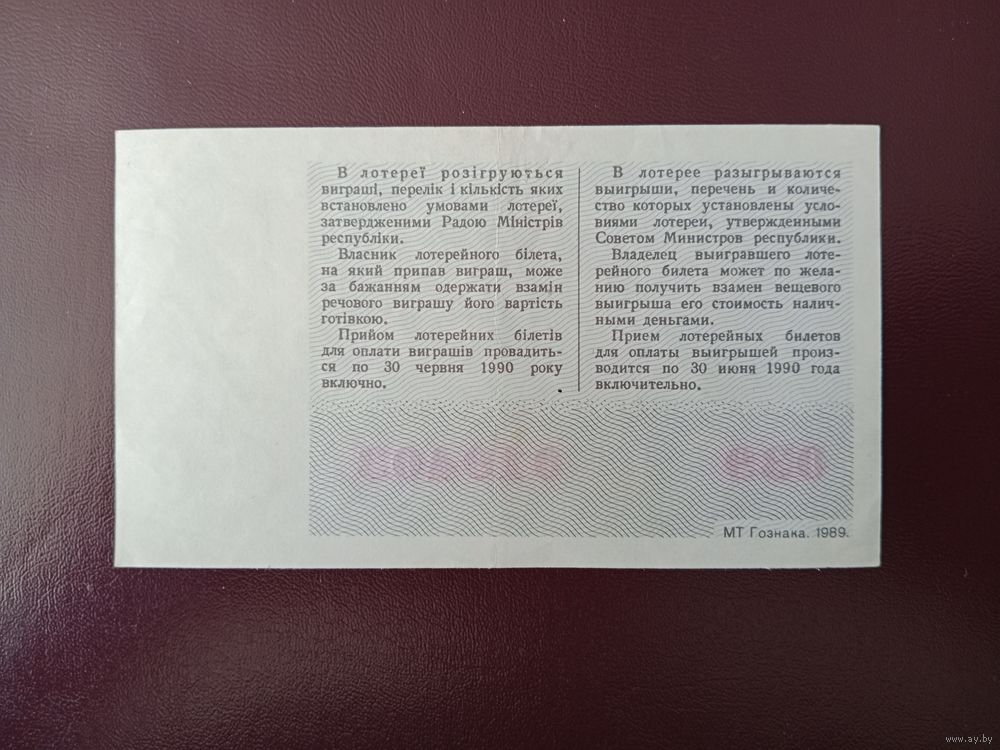 В лотереї розігруються
виграші, перелік і кількість яких
встановлено умовами лотереї,
затвердженими Радою Міністрів
республіки.
Власник лотерейного білета,
на який припав виграш, може
за бажанням одержати взамін
речового виграшу його вартість
готівкою.
Прийом лотерейних білетів
для оплати виграшів провадить-
ся по 30 червня 1990 року
включно.
В лотерее разыгрываются
выигрыши, перечень и количе-
ство которых установлены усло-
виями лотереи, утвержденными
Советом Министров республики.
Владелец выигравшего лоте-
рейного билета может по жела-
нию получить взамен вещевого
выигрыша его стоимость налич-
ными деньгами.
Прием лотерейных билетов
для оплаты выигрышей произ-
водится по 30 июня 1990 года
включительно.
МТ Гознака. 1989.
www.ay.by